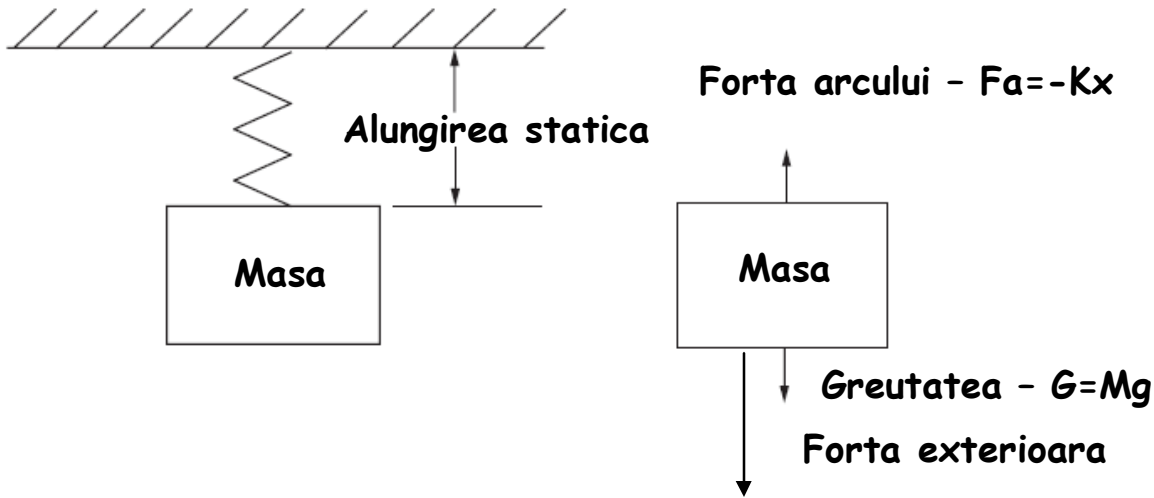 Forta arcului – Fa=-Kx
Alungirea statica
Masa
Masa
Greutatea – G=Mg
Forta exterioara